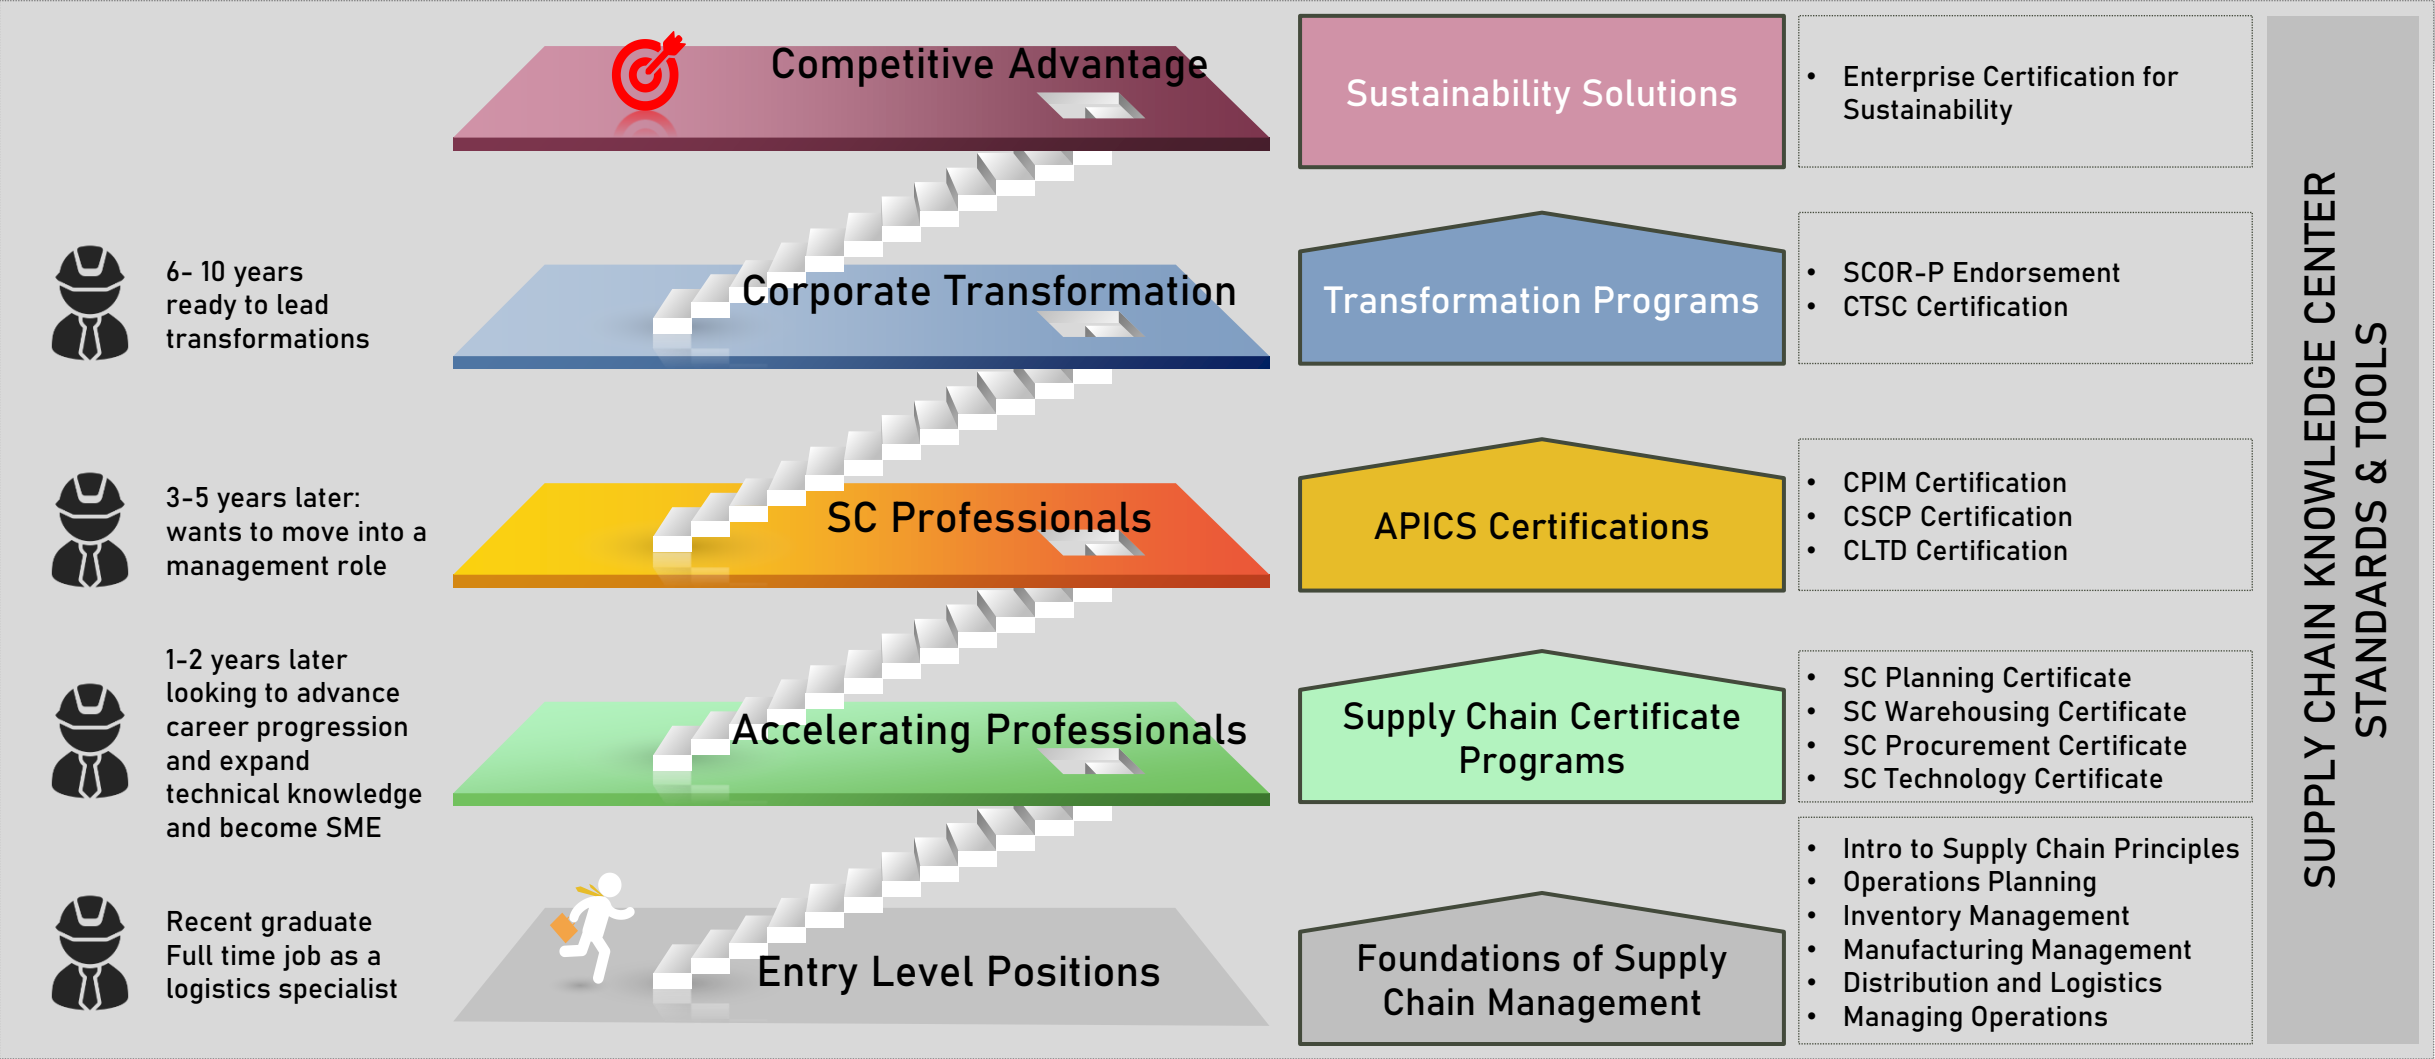 Competitive Advantage
Sustainability Solutions
• Enterprise Certification for
Sustainability
6- 10 years
ready to lead
transformations
Corporate Transformation
Transformation Programs
• SCOR-P Endorsement
• CTSC Certification
3-5 years later:
wants to move into a
management role
SC Professionals
APICS Certifications
• CPIM Certification
• CSCP Certification
• CLTD Certification
1-2 years later
looking to advance
career progression
and expand
technical knowledge
and become SME
Accelerating Professionals
Supply Chain Certificate
Programs
• SC Planning Certificate
• SC Warehousing Certificate
• SC Procurement Certificate
• SC Technology Certificate
Recent graduate
Full time job as a
logistics specialist
Entry Level Positions
Foundations of Supply
Chain Management
• Intro to Supply Chain Principles
• Operations Planning
• Inventory Management
• Manufacturing Management
• Distribution and Logistics
• Managing Operations
SUPPLY CHAIN KNOWLEDGE CENTER
STANDARDS & TOOLS